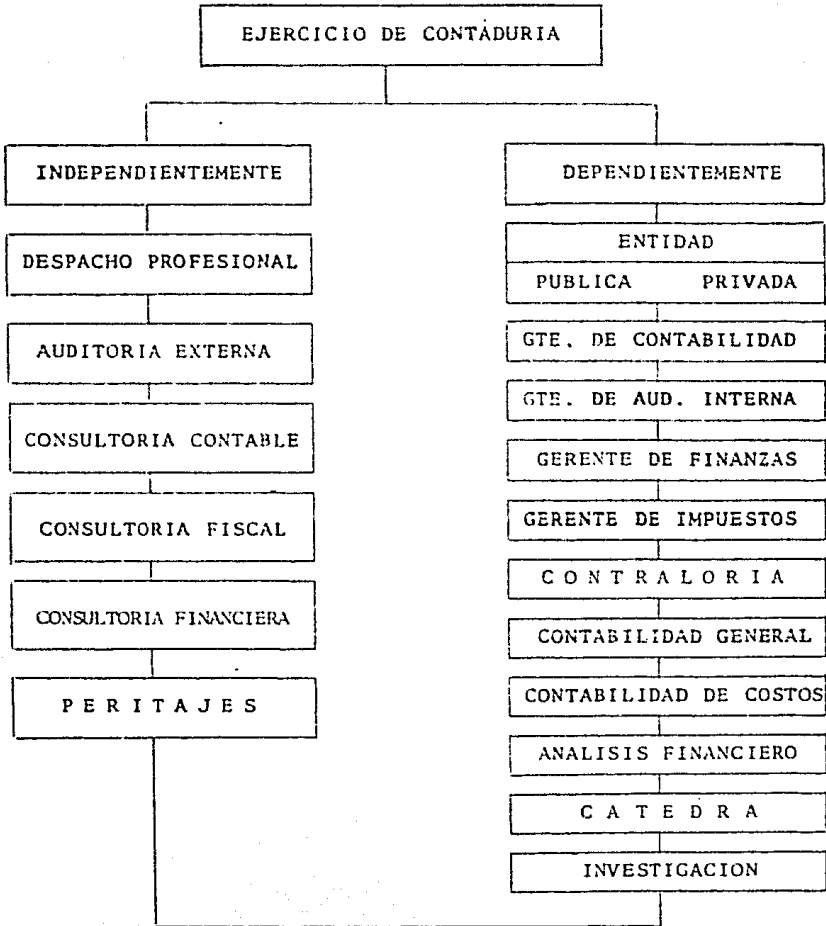 EJERCICIO DE CONTADURIA
INDEPENDIENTEMENTE
DESPACHO PROFESIONAL
AUDITORIA EXTERNA
CONSULTORIA CONTABLE
CONSULTORIA FISCAL
CONSULTORIA FINANCIERA
PERITAJES
DEPENDIENTEMENTE
ENTIDAD
PUBLICA PRIVADA
GTE. DE CONTABILIDAD
GTE. DE AUD. INTERNA
GERENTE DE FINANZAS
GERENTE DE IMPUESTOS
CONTRALORIA
CONTABILIDAD GENERAL
CONTABILIDAD DE COSTOS
ANALISIS FINANCIERO
CATEDRA
INVESTIGACION